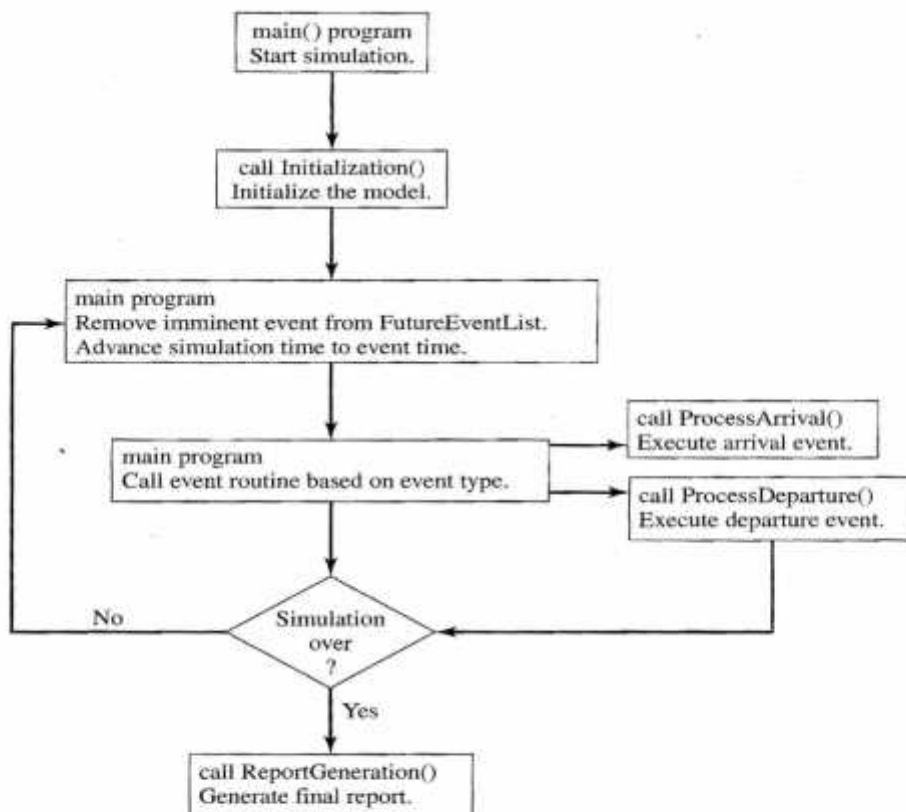 main() program
Start simulation.
call Initialization()
Initialize the model.
main program
Remove imminent event from FutureEventList.
Advance simulation time to event time.
call ProcessArrival()
Execute arrival event.
main program
Call event routine based on event type.
call ProcessDeparture()
Execute departure event.
No
Simulation
over
?
Yes
call ReportGeneration()
Generate final report.